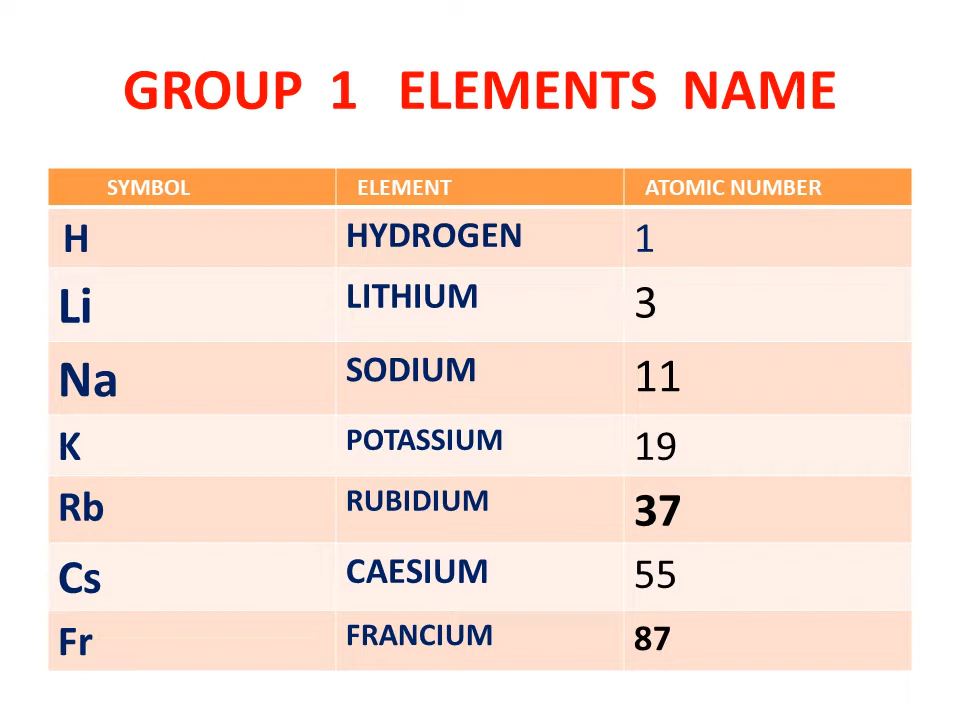 GROUP 1 ELEMENTS NAME
SYMBOL ELEMENT ATOMIC NUMBER
H HYDROGEN 1
Li LITHIUM 3
Na SODIUM 11
K POTASSIUM 19
Rb RUBIDIUM 37
Cs CAESIUM 55
Fr FRANCIUM 87